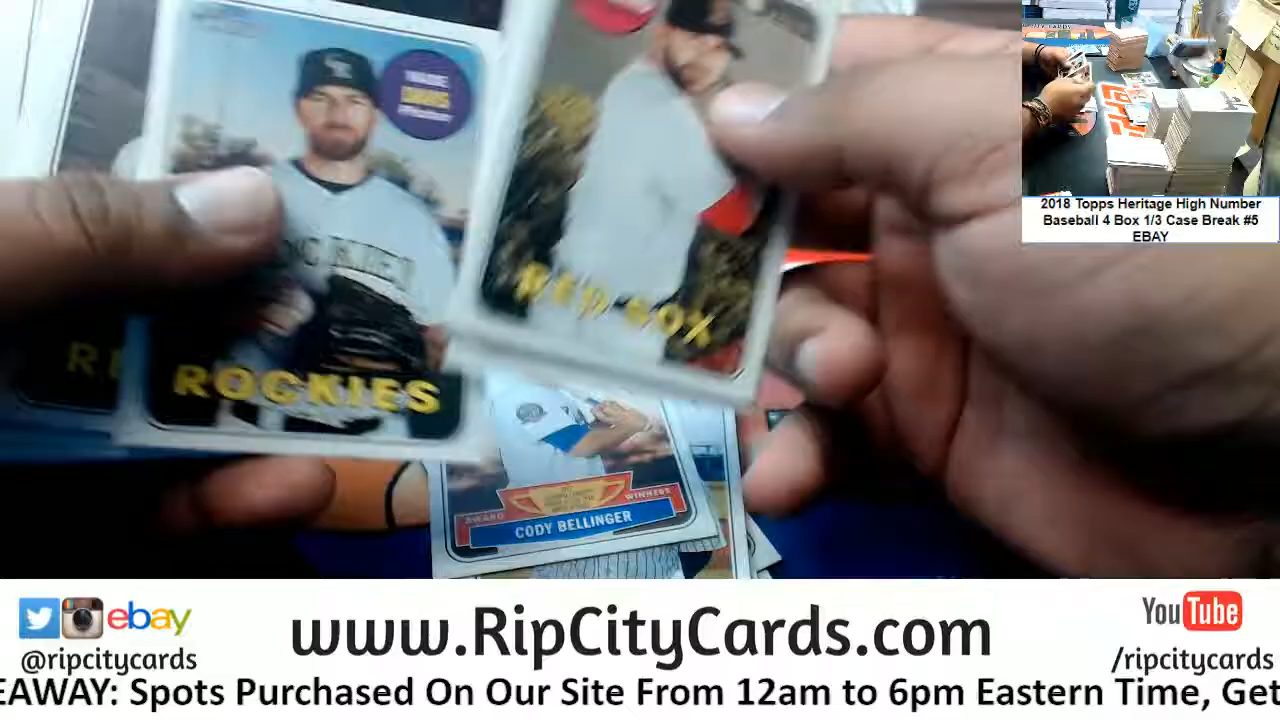 WADE
DAVIS
ROCKIES
RED SOX
AWARD WINNERS
CODY BELLINGER
2018 Topps Heritage High Number
Baseball 4 Box 1/3 Case Break #5
EBAY
ebay
@ripcitycards
www.RipCityCards.com
YouTube
/ripcitycards
EAWAY: Spots Purchased On Our Site From 12am to 6pm Eastern Time, Get